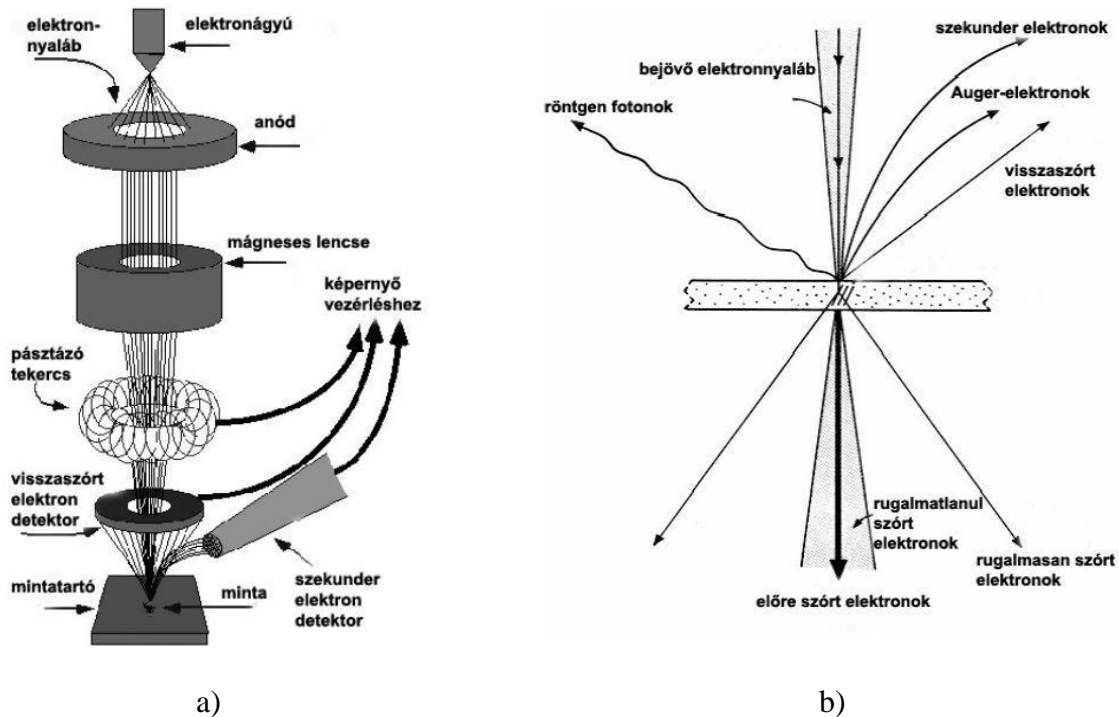 elektron-
nyaláb
elektronágyú
anód
mágneses lencse
képernyő
vezérléshez
pásztázó
tekercs
visszaszórt
elektron
detektor
mintatartó
minta
szekunder
elektron
detektor
a)
szekunder elektronok
bejövő elektronnyaláb
Auger-elektronok
röntgen fotonok
visszaszórt
elektronok
rugalmatlanul
szórt
elektronok
rugalmasan szórt
elektronok
előre szórt elektronok
b)